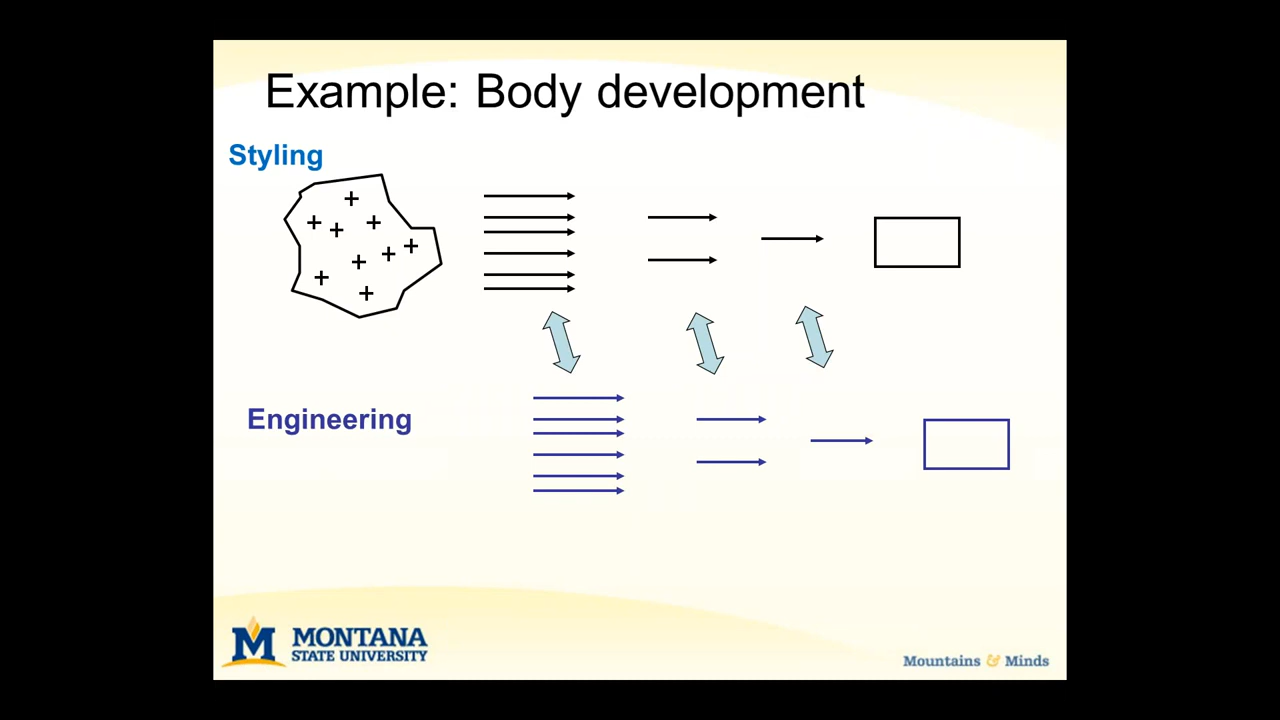 Example: Body development
Styling
Engineering
M MONTANA
STATE UNIVERSITY
Mountains & Minds